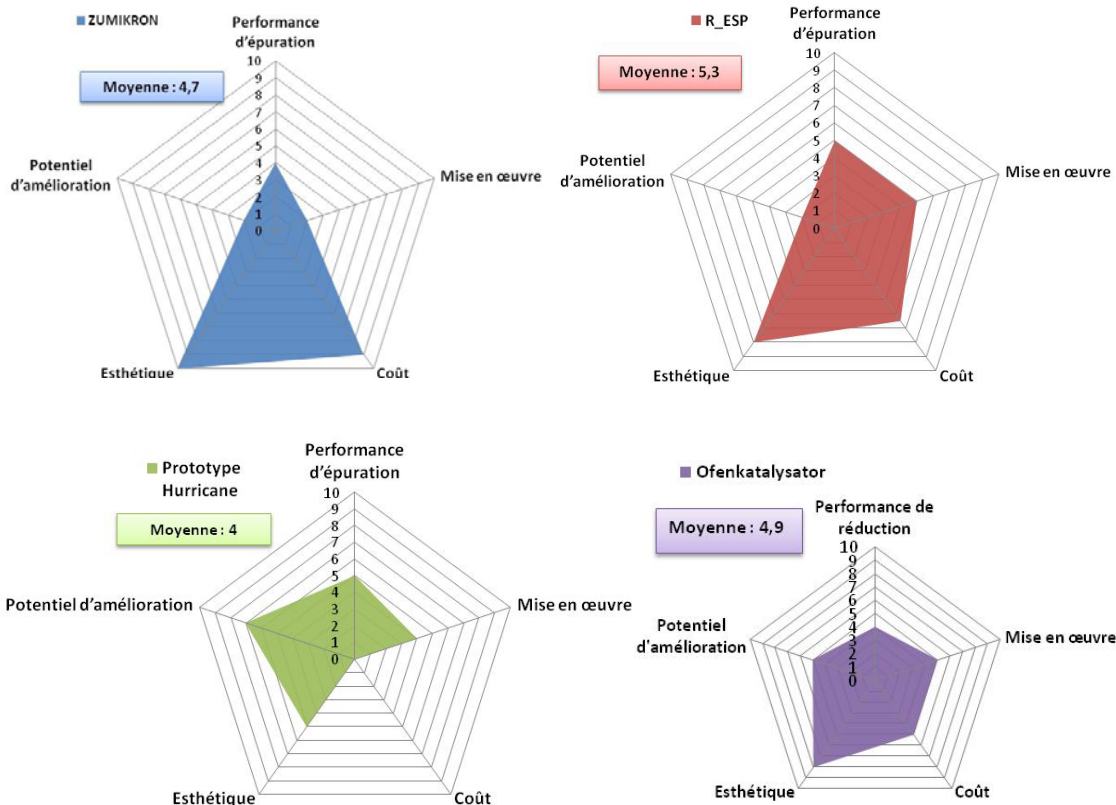 ZUMIKRON
Moyenne : 4,7
Performance
d'épuration
10
9
8
7
6
5
4
3
2
1
0
Potentiel
d'amélioration
Mise en œuvre
Esthétique
Coût
R_ESP
Moyenne : 5,3
Performance
d'épuration
10
9
8
7
6
5
4
3
2
1
0
Potentiel
d'amélioration
Mise en œuvre
Esthétique
Coût
Prototype
Hurricane
Moyenne : 4
Performance
d'épuration
10
9
8
7
6
5
4
3
2
1
0
Potentiel d'amélioration
Mise en œuvre
Esthétique
Coût
Ofenkatalysator
Moyenne : 4,9
Performance de
réduction
10
9
8
7
6
5
4
3
2
1
0
Potentiel
d'amélioration
Mise en œuvre
Esthétique
Coût